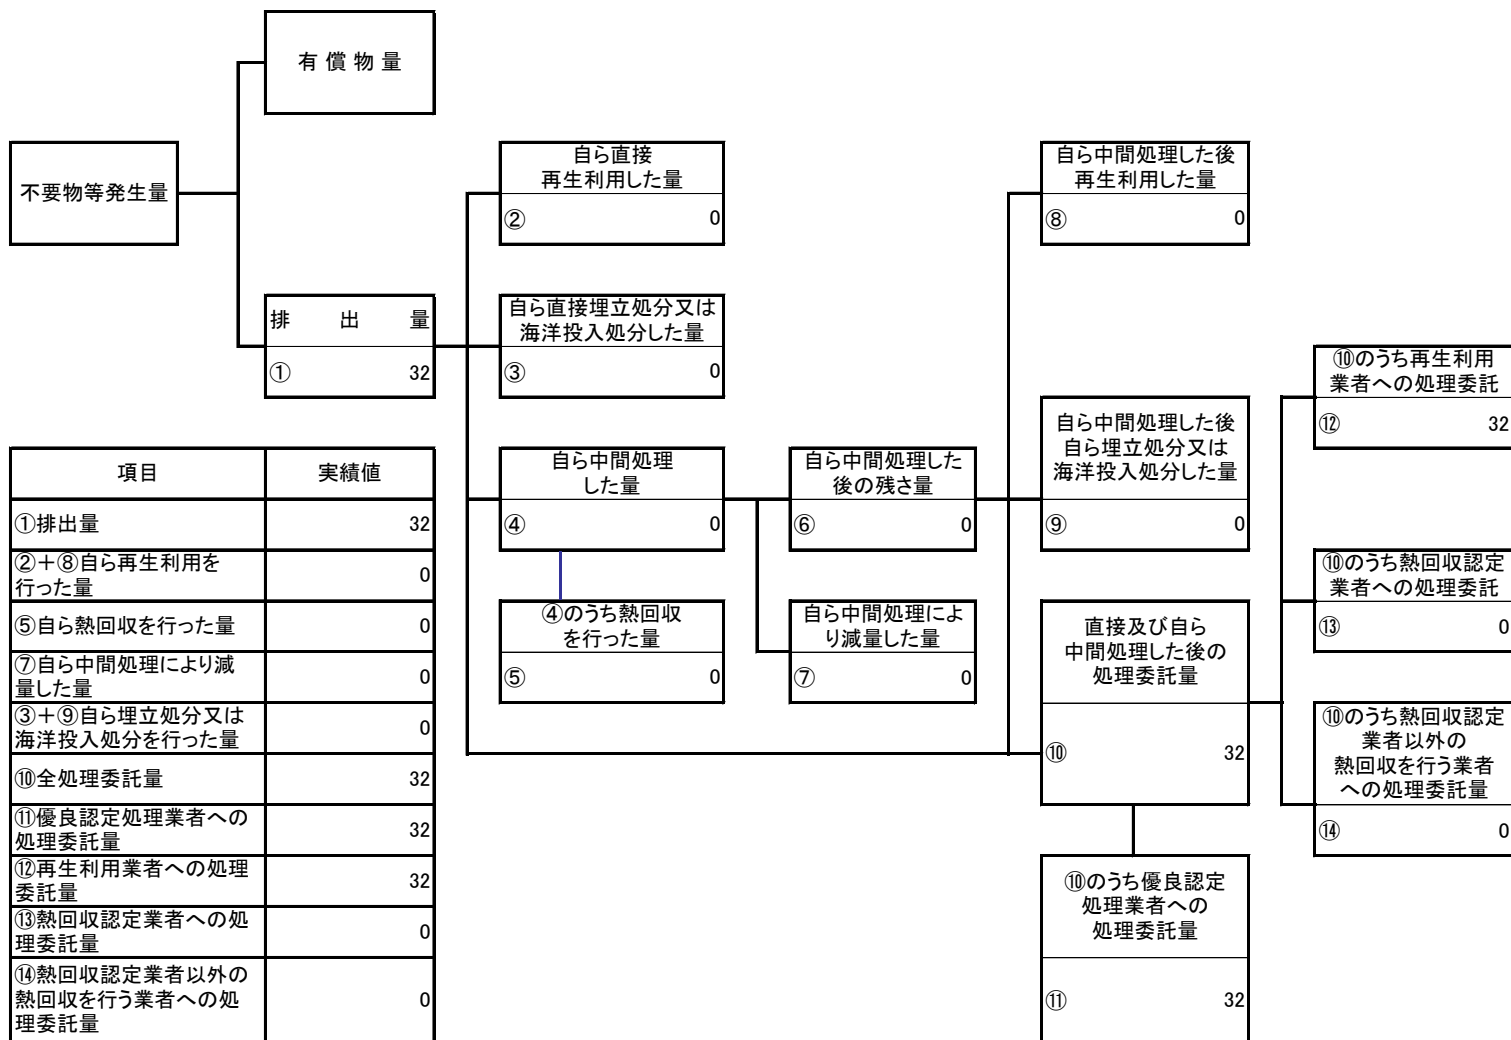 有償物量
不要物等発生量
自ら直接
再生利用した量
② 0
自ら中間処理した後
再生利用した量
⑧ 0
排出量
① 32
自ら直接埋立処分又は
海洋投入処分した量
③ 0
⑩のうち再生利用
業者への処理委託
⑫ 32
自ら中間処理
した量
④ 0
自ら中間処理した
後の残さ量
⑥ 0
自ら中間処理した後
自ら埋立処分又は
海洋投入処分した量
⑨ 0
④のうち熱回収
を行った量
⑤ 0
自ら中間処理によ
り減量した量
⑦ 0
直接及び自ら
中間処理した後の
処理委託量
⑩ 32
⑩のうち熱回収認定
業者への処理委託
⑬ 0
⑩のうち熱回収認定
業者以外の
熱回収を行う業者
への処理委託量
⑭ 0
⑩のうち優良認定
処理業者への
処理委託量
⑪ 32
項目 実績値
①排出量 32
②+⑧自ら再生利用を
行った量 0
⑤自ら熱回収を行った量 0
⑦自ら中間処理により減
量した量 0
③+⑨自ら埋立処分又は
海洋投入処分を行った量 0
⑩全処理委託量 32
⑪優良認定処理業者への
処理委託量 32
⑫再生利用業者への処理
委託量 32
⑬熱回収認定業者への処
理委託量 0
⑭熱回収認定業者以外の
熱回収を行う業者への処
理委託量 0